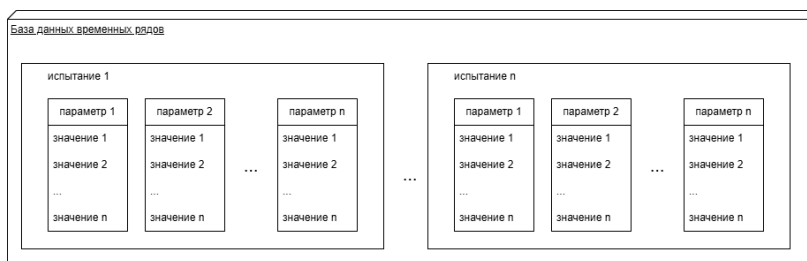 База данных временных рядов
испытание 1
испытание n
параметр 1
параметр 2
параметр n
параметр 1
параметр 2
параметр n
значение 1
значение 1
значение 1
значение 1
значение 1
значение 1
значение 2
значение 2
...
значение 2
...
значение 2
значение 2
...
значение 2
...
...
...
...
...
...
значение n
значение n
значение n
значение n
значение n
значение n